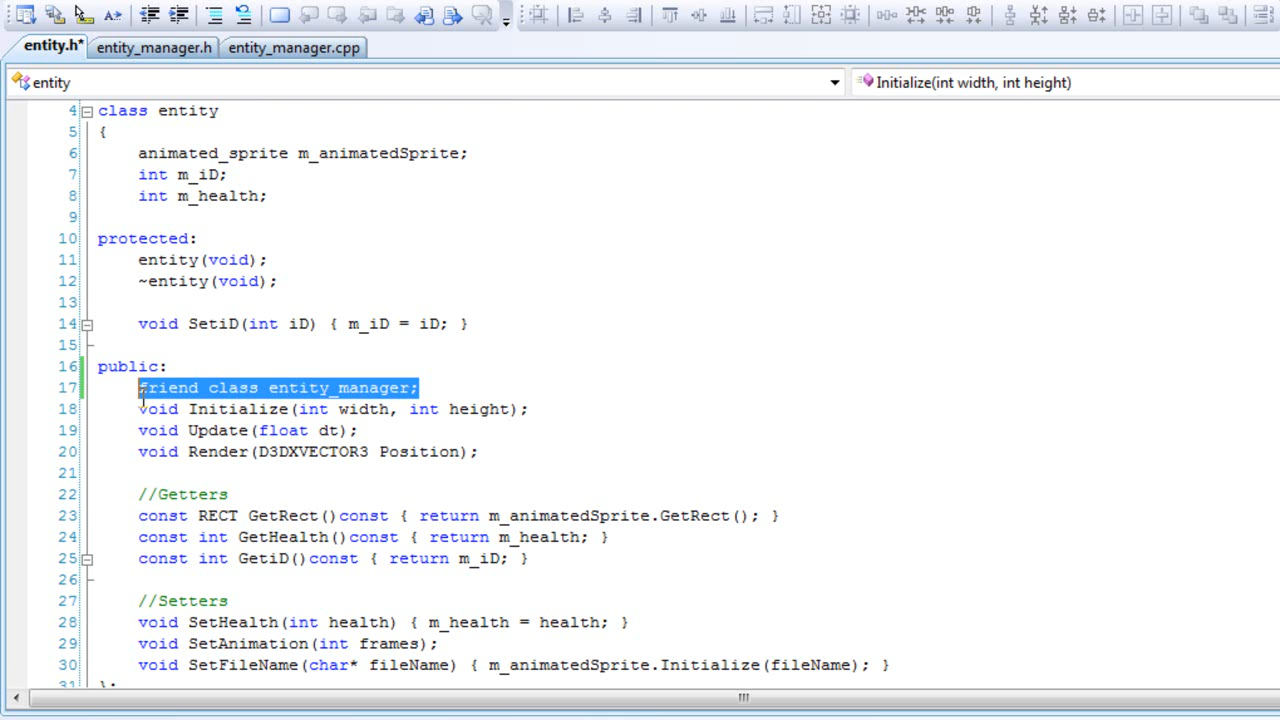 entity.h* entity_manager.h entity_manager.cpp
entity Initialize(int width, int height)
4 class entity
5 {
6 animated_sprite m_animatedSprite;
7 int m_iD;
8 int m_health;
9
10 protected:
11 entity(void);
12 ~entity(void);
13
14 void SetiD(int iD) { m_iD = iD; }
15
16 public:
17 friend class entity_manager;
18 void Initialize(int width, int height);
19 void Update(float dt);
20 void Render(D3DXVECTOR3 Position);
21
22 //Getters
23 const RECT GetRect()const { return m_animatedSprite.GetRect(); }
24 const int GetHealth()const { return m_health; }
25 const int GetiD()const { return m_iD; }
26
27 //Setters
28 void SetHealth(int health) { m_health = health; }
29 void SetAnimation(int frames);
30 void SetFileName(char* fileName) { m_animatedSprite.Initialize(fileName); }
31 };